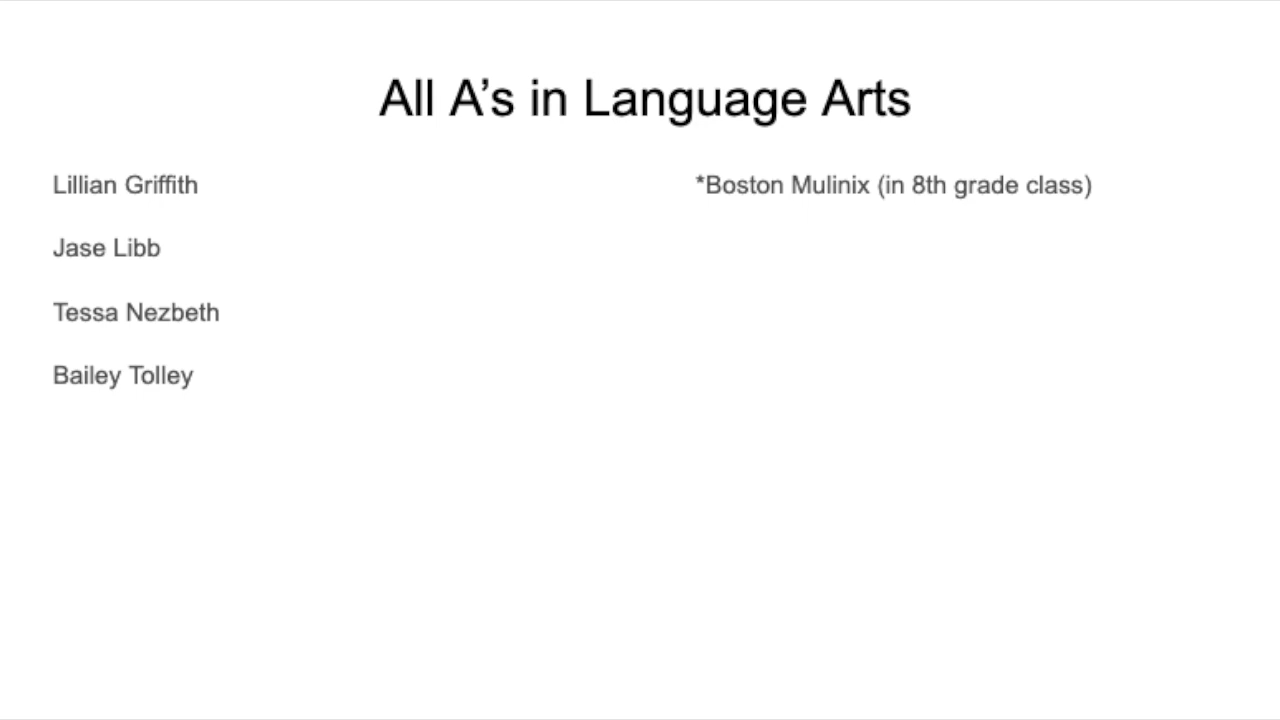 All A’s in Language Arts
Lillian Griffith
Jase Libb
Tessa Nezbeth
Bailey Tolley
*Boston Mulinix (in 8th grade class)